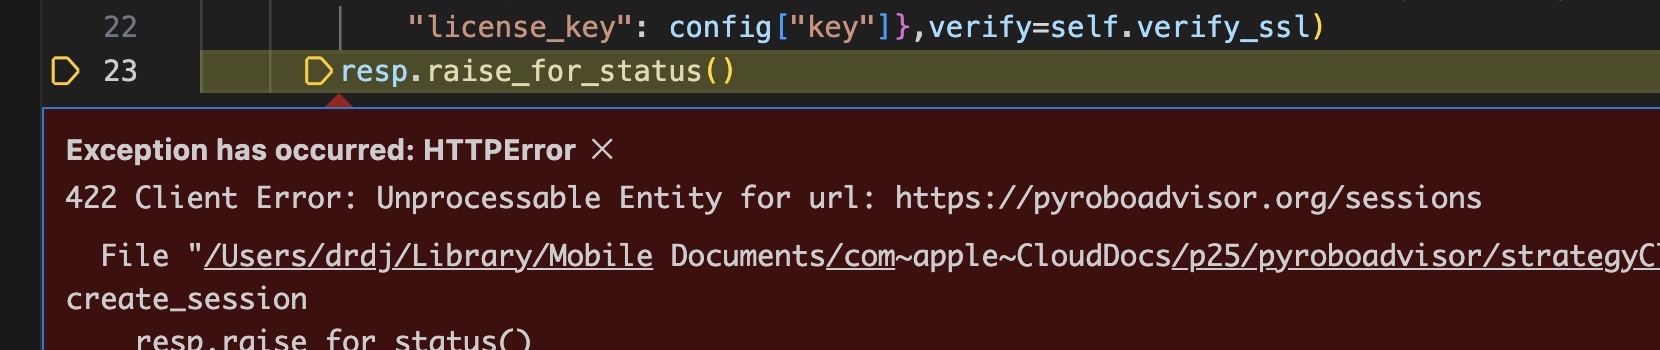 22 "license_key": config["key"]},verify=self.verify_ssl)
23 resp.raise_for_status()
Exception has occurred: HTTPError ×
422 Client Error: Unprocessable Entity for url: https://pyroboadvisor.org/sessions
File "/Users/drdj/Library/Mobile Documents/com~apple~CloudDocs/p25/pyroboadvisor/strategyCl
create_session
resp.raise_for_status()